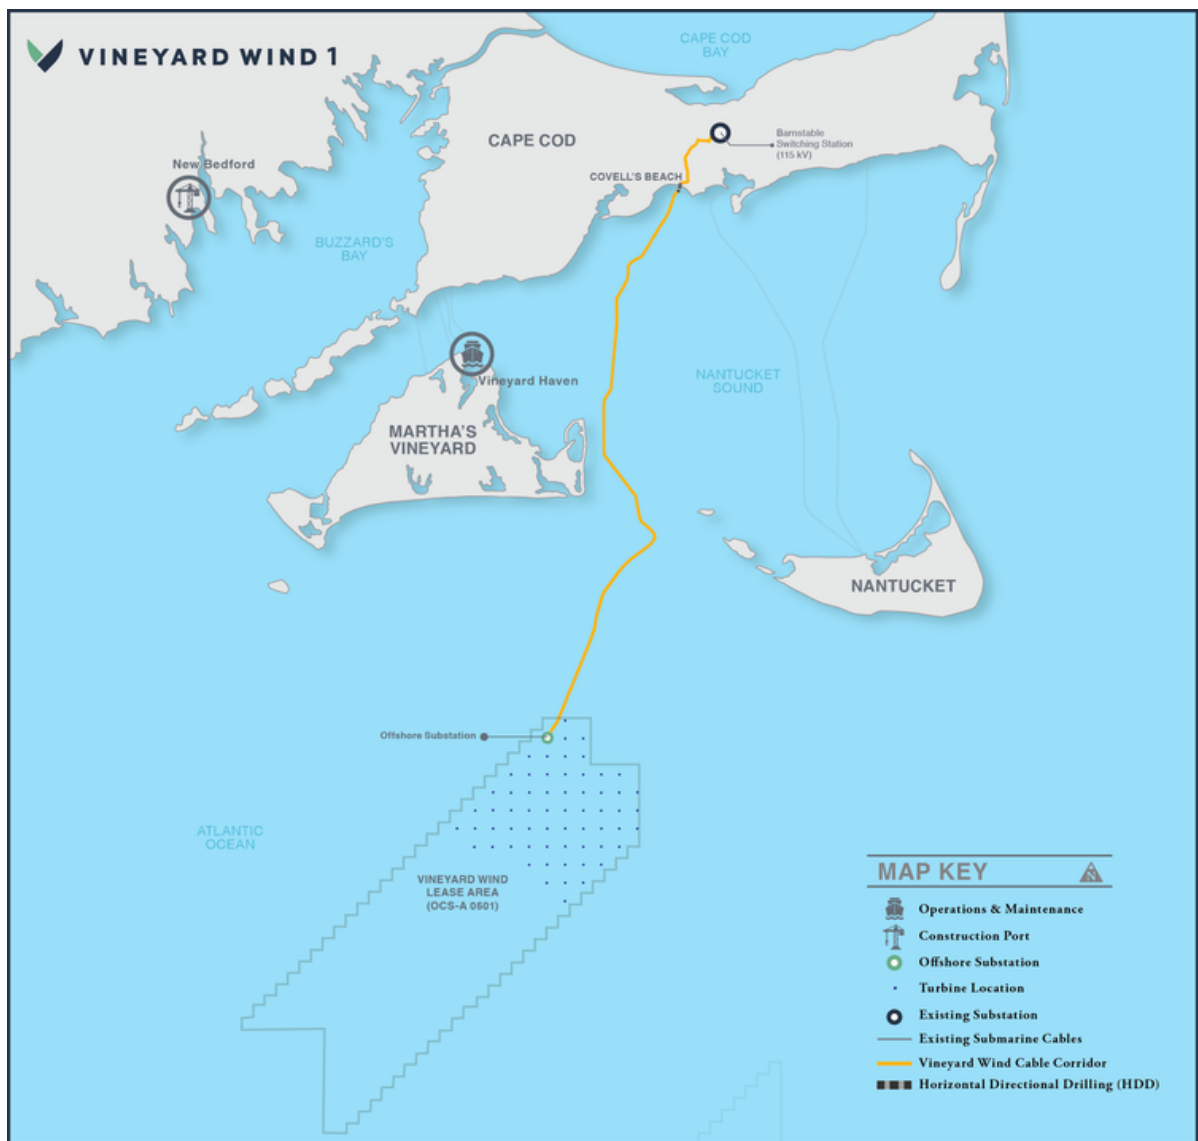 VINEYARD WIND 1
CAPE COD
BAY
CAPE COD
Barnstable
Switching Station
(115 kV)
New Bedford
COVELL'S BEACH
BUZZARD'S
BAY
NANTUCKET
SOUND
Vineyard Haven
MARTHA'S
VINEYARD
NANTUCKET
Offshore Substation
ATLANTIC
OCEAN
VINEYARD WIND
LEASE AREA
(OCS-A 0501)
MAP KEY
N
Operations & Maintenance
Construction Port
Offshore Substation
Turbine Location
Existing Substation
Existing Submarine Cables
Vineyard Wind Cable Corridor
Horizontal Directional Drilling (HDD)